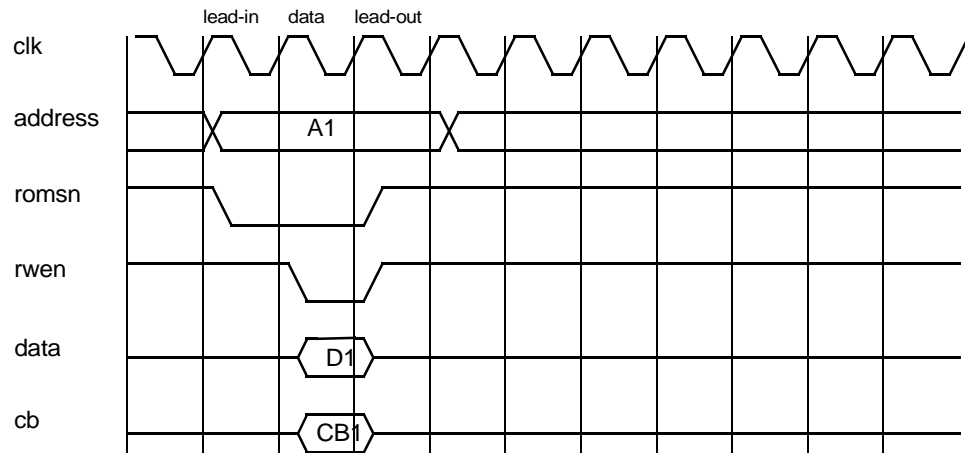 lead-in data lead-out
clk
address A1
romsn
rwen
data D1
cb CB1